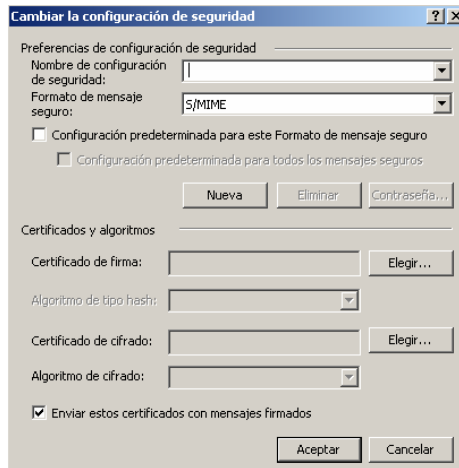 Cambiar la configuración de seguridad
Preferencias de configuración de seguridad
Nombre de configuración
de seguridad:
Formato de mensaje
seguro:
S/MIME
Configuración predeterminada para este Formato de mensaje seguro
Configuración predeterminada para todos los mensajes seguros
Nueva Eliminar Contraseña...
Certificados y algoritmos
Certificado de firma: Elegir...
Algoritmo de tipo hash:
Certificado de cifrado: Elegir...
Algoritmo de cifrado:
Enviar estos certificados con mensajes firmados
Aceptar Cancelar